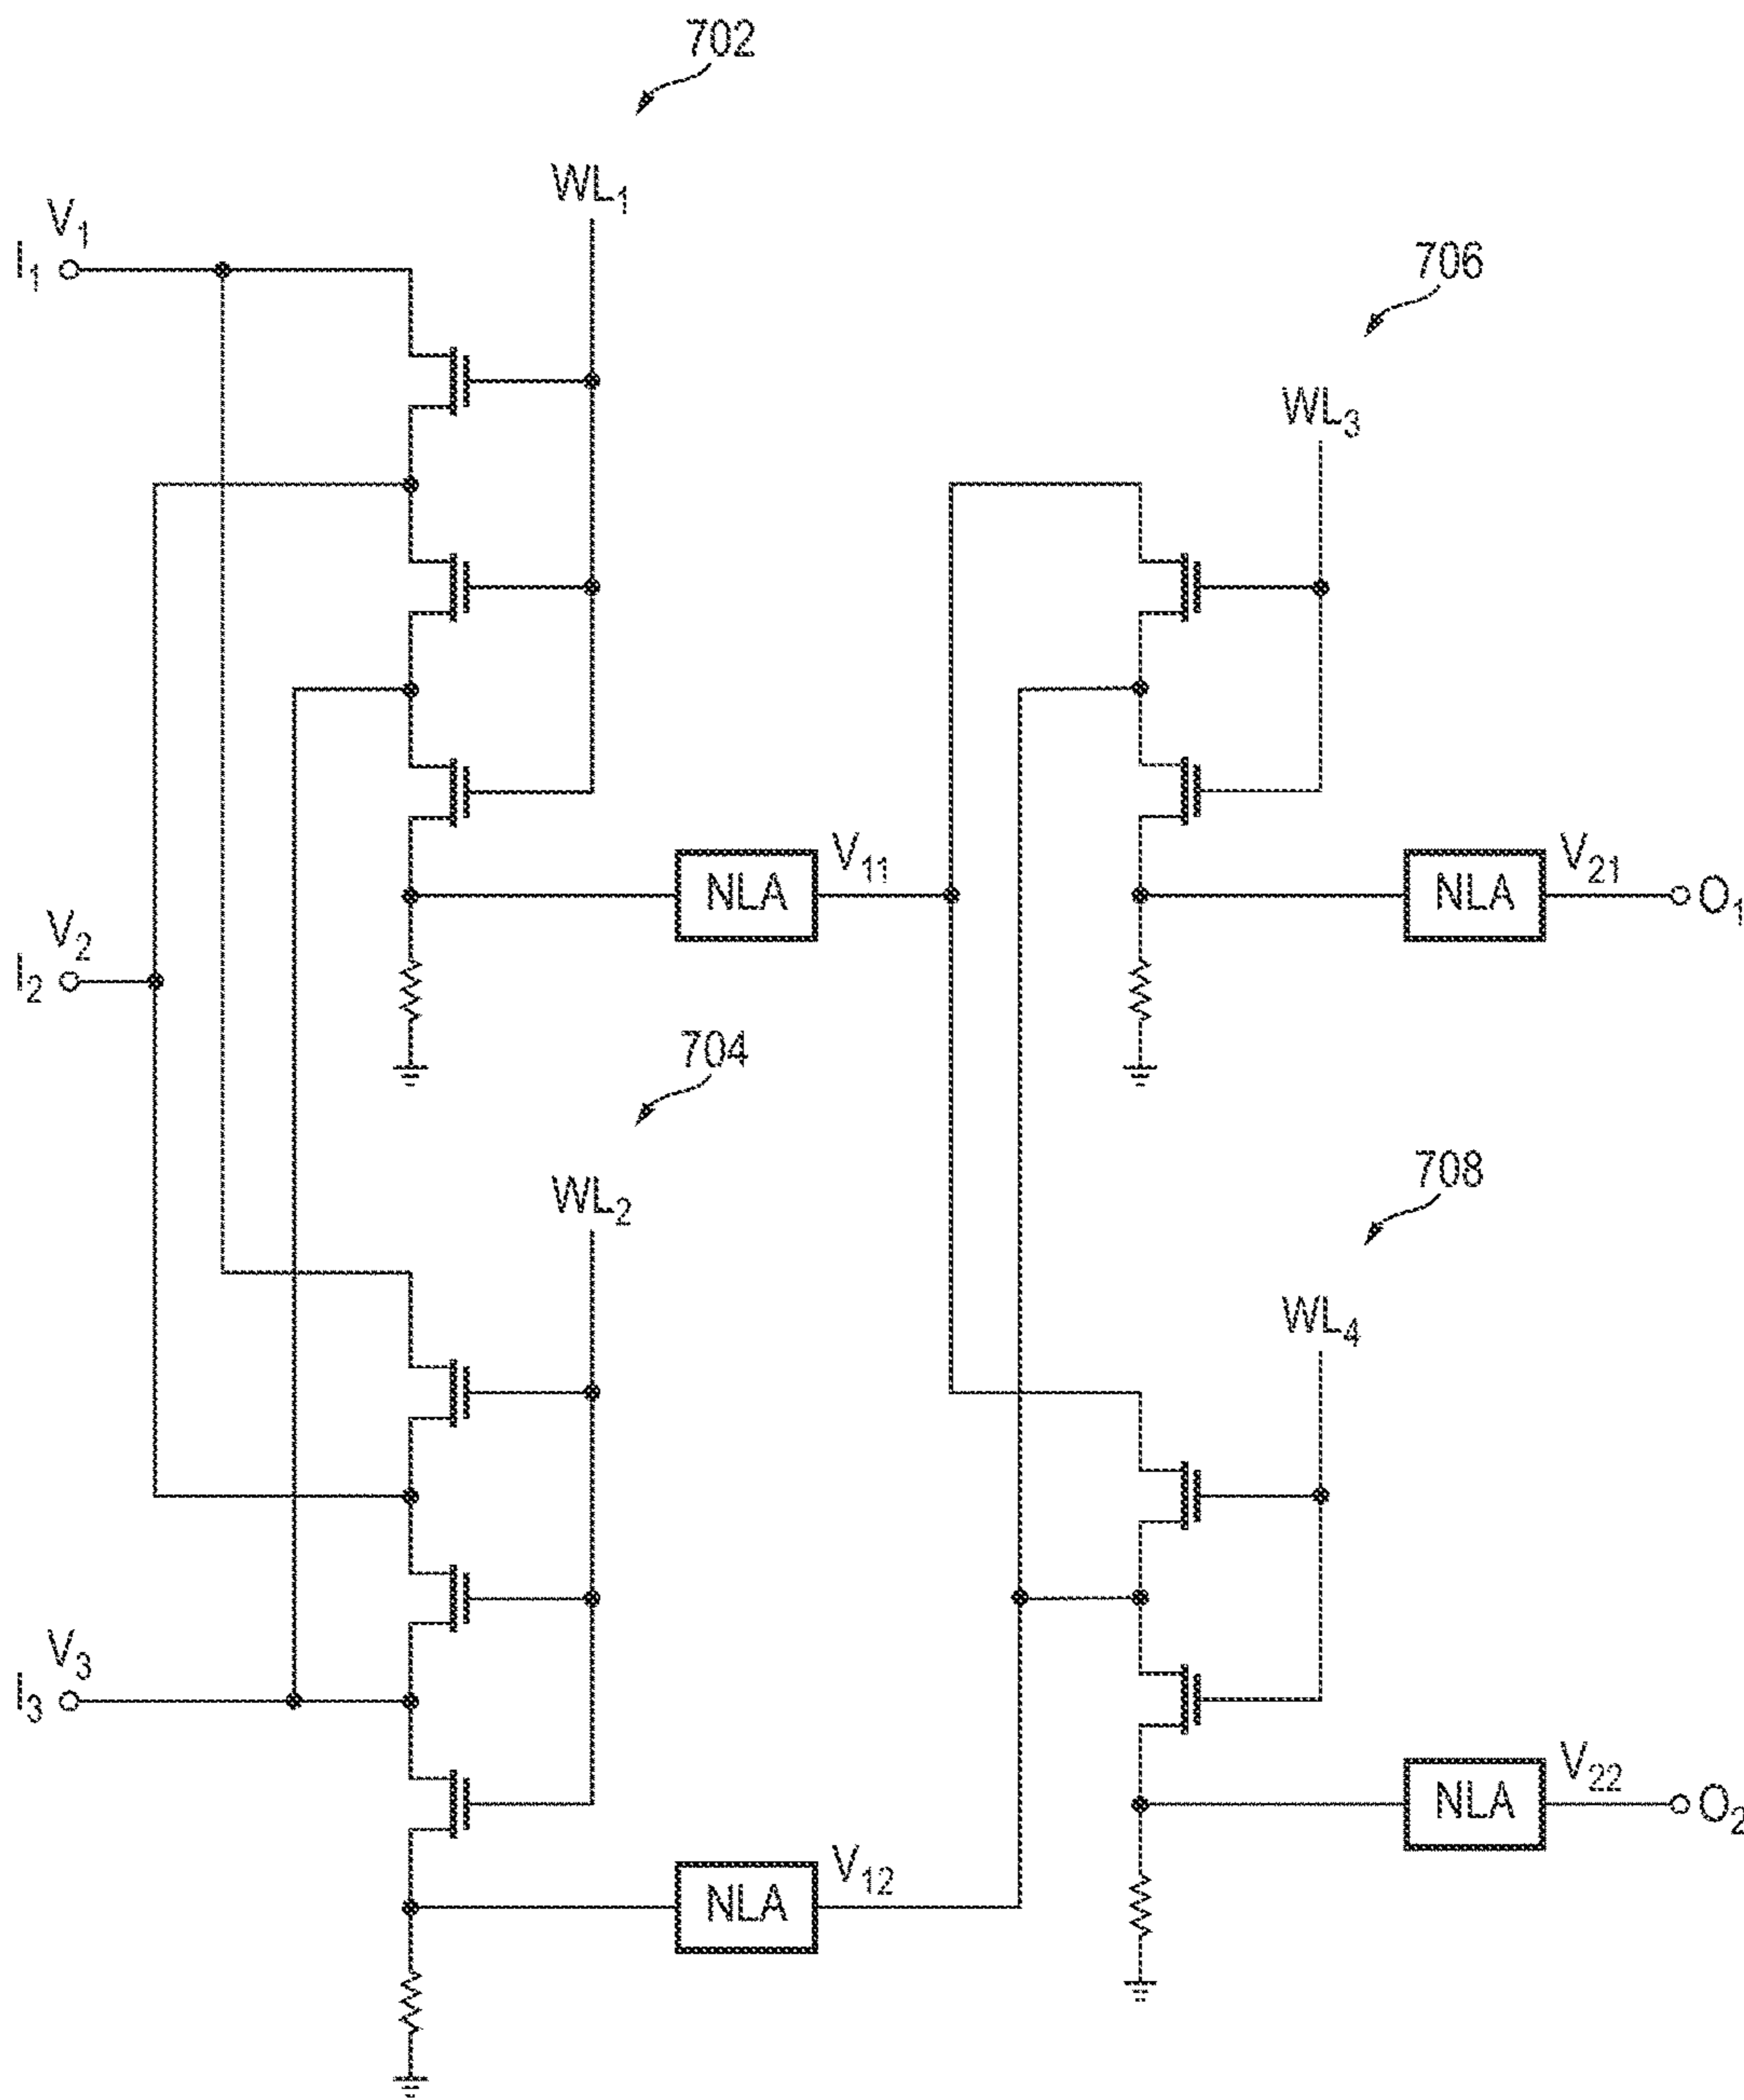 702
WL₁
V₁
I₁
706
WL₃
NLA
V₁₁
NLA
V₂₁
O₁
V₂
I₂
704
WL₂
708
WL₄
V₃
I₃
NLA
V₂₂
O₂
NLA
V₁₂